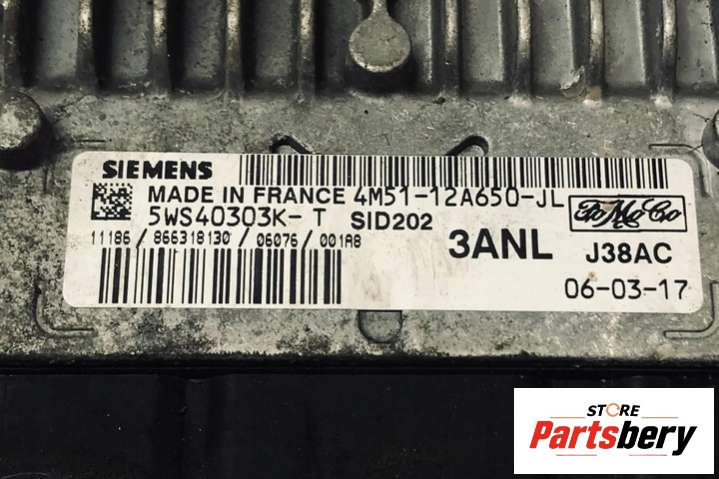 SIEMENS
MADE IN FRANCE 4M51-12A650-JL
5WS40303K-T SID202
FoMoCo
11186 / 866318130 / 06076 / 001A8
3ANL J38AC
06-03-17
STORE
Partsbery